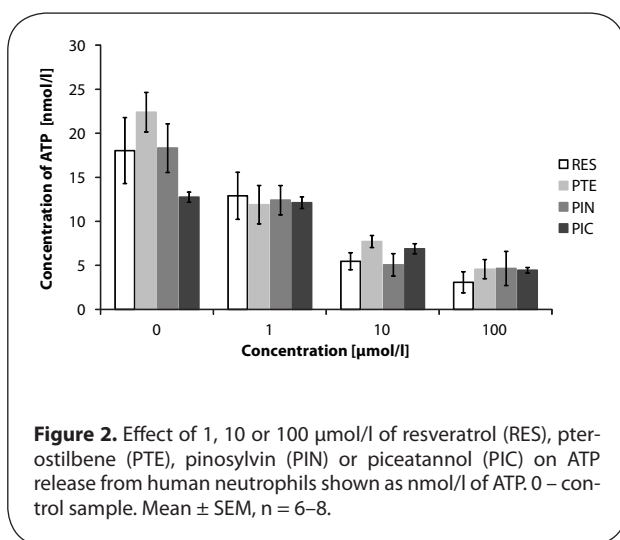 30
25
20
15
10
5
0
Concentration of ATP [nmol/l]
RES
PTE
PIN
PIC
0 1 10 100
Concentration [µmol/l]
Figure 2. Effect of 1, 10 or 100 µmol/l of resveratrol (RES), pter-
ostilbene (PTE), pinosylvin (PIN) or piceatannol (PIC) on ATP
release from human neutrophils shown as nmol/l of ATP. 0 – con-
trol sample. Mean ± SEM, n = 6–8.